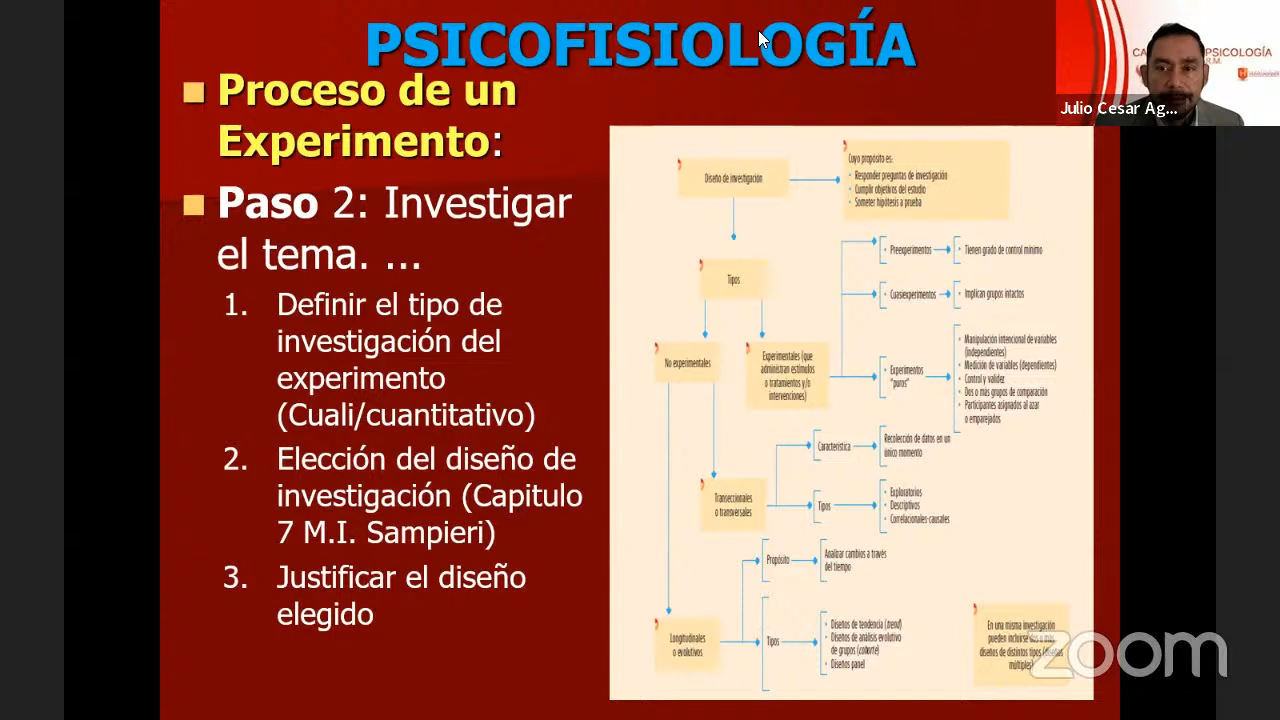 PSICOFISIOLOGÍA
Proceso de un
Experimento:
Paso 2: Investigar
el tema. ...
1. Definir el tipo de
investigación del
experimento
(Cuali/cuantitativo)
2. Elección del diseño de
investigación (Capitulo
7 M.I. Sampieri)
3. Justificar el diseño
elegido
Diseño de investigación
Cuyo propósito es:
• Responder preguntas de investigación
• Cumplir objetivos del estudio
• Someter hipótesis a prueba
Tipos
• Preexperimentos
• Tienen grado de control mínimo
• Cuasiexperimentos
• Implican grupos intactos
No experimentales
Experimentales (que
administran estímulos
o tratamientos y/o
intervenciones)
• Experimentos
"puros"
• Manipulación intencional de variables
(independientes)
• Medición de variables (dependientes)
• Control y validez
• Dos o más grupos de comparación
• Participantes asignados al azar
o emparejados
Característica
Recolección de datos en un
único momento
Transeccionales
o transversales
Tipos
• Exploratorios
• Descriptivos
• Correlacionales-causales
Propósito
Analizar cambios a través
del tiempo
Longitudinales
o evolutivos
Tipos
• Diseños de tendencia (trend)
• Diseños de análisis evolutivo
de grupos (cohorte)
• Diseños panel
En una misma investigación
pueden incluirse dos o más
diseños de distintos tipos (diseños
múltiples)
PSICOLOGÍA
Julio Cesar Ag...
zoom